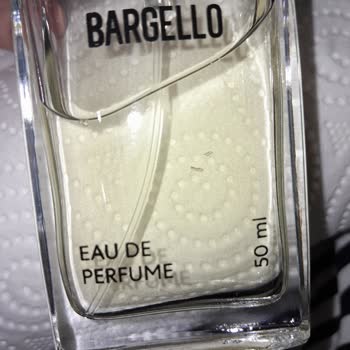 BARGELLO
EAU DE
PERFUME
50 ml